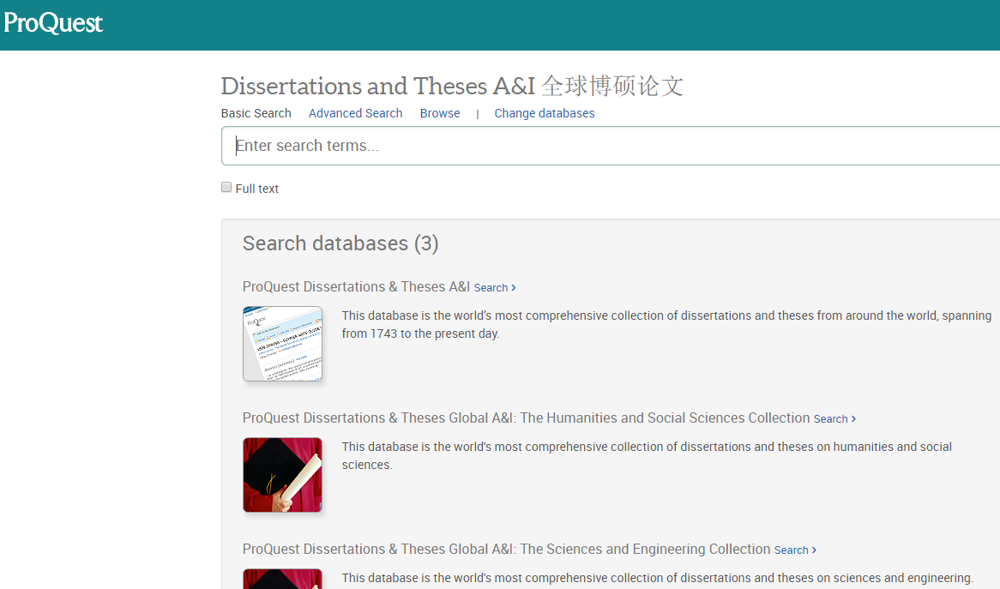 ProQuest
Dissertations and Theses A&I 全球博硕论文
Basic Search Advanced Search Browse | Change databases
Enter search terms...
Full text
Search databases (3)
ProQuest Dissertations & Theses A&I Search ›
This database is the world's most comprehensive collection of dissertations and theses from around the world, spanning
from 1743 to the present day.
ProQuest
ProQuest Dissertations & Theses Global A&I: The Humanities and Social Sciences Collection Search ›
This database is the world's most comprehensive collection of dissertations and theses on humanities and social
sciences.
ProQuest Dissertations & Theses Global A&I: The Sciences and Engineering Collection Search ›
This database is the world's most comprehensive collection of dissertations and theses on sciences and engineering.